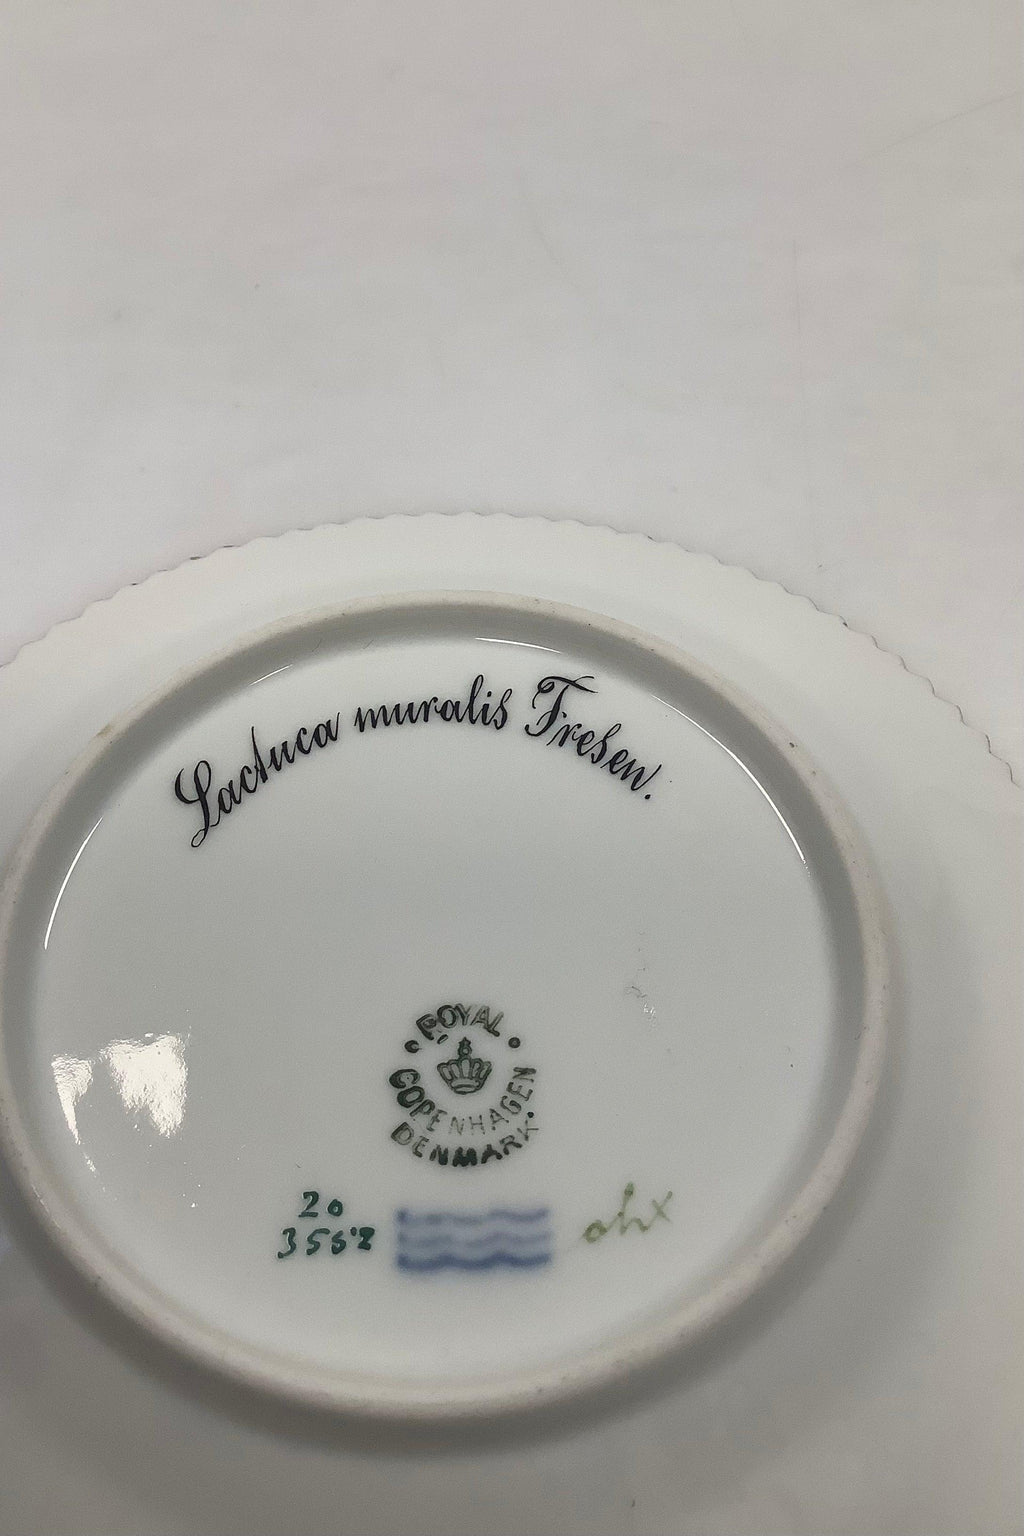 Lactuca muralis Fresen.
ROYAL
COPENHAGEN
DENMARK
20
3552